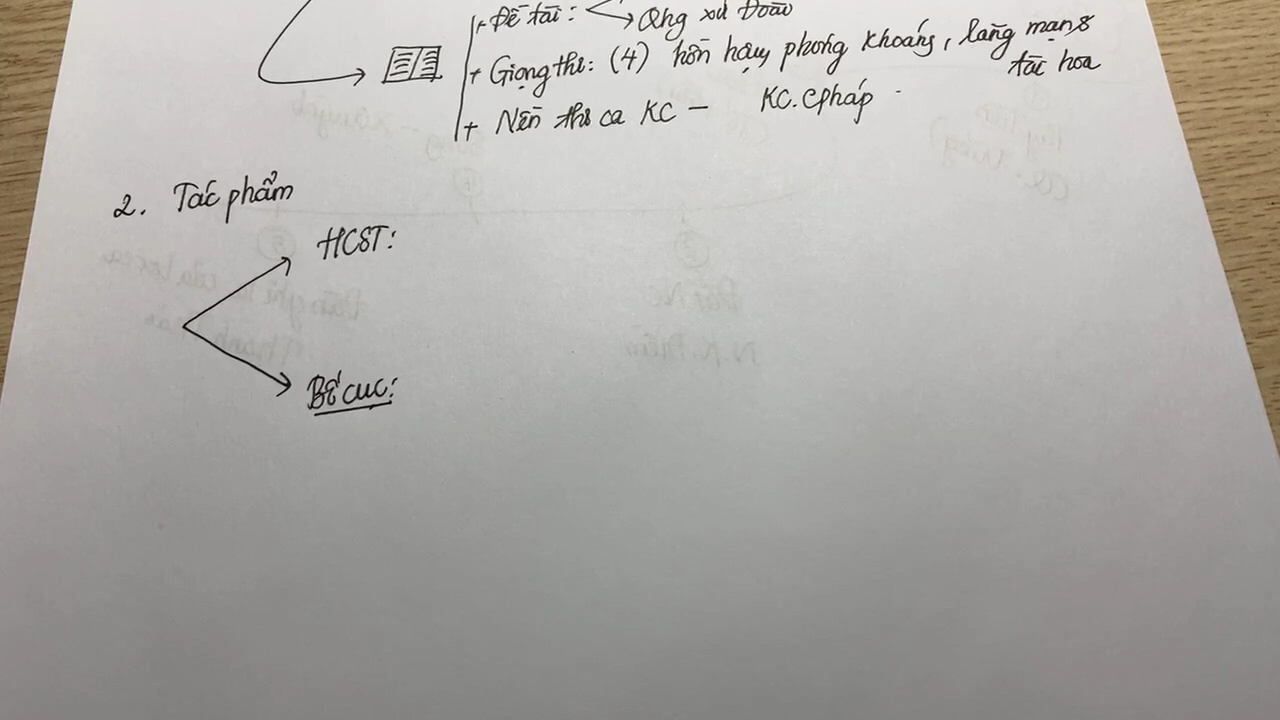 + Đề tài:
Qhg xứ Đoài
+ Giọng thơ: (4) hồn hậu, phóng khoáng, lãng mạn &
tài hoa
+ Nền thơ ca KC – KC. CPháp
2. Tác phẩm
HCST:
Bố cục: